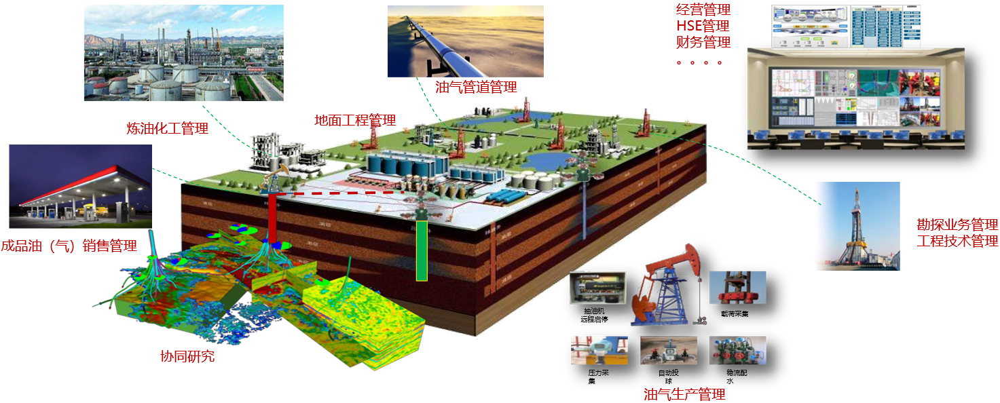 经营管理
HSE管理
财务管理
。。。。
油气管道管理
地面工程管理
炼油化工管理
成品油（气）销售管理
勘探业务管理
工程技术管理
抽油机
远程启停
载荷采集
协同研究
压力采
集
自动投
球
稳流配
水
油气生产管理